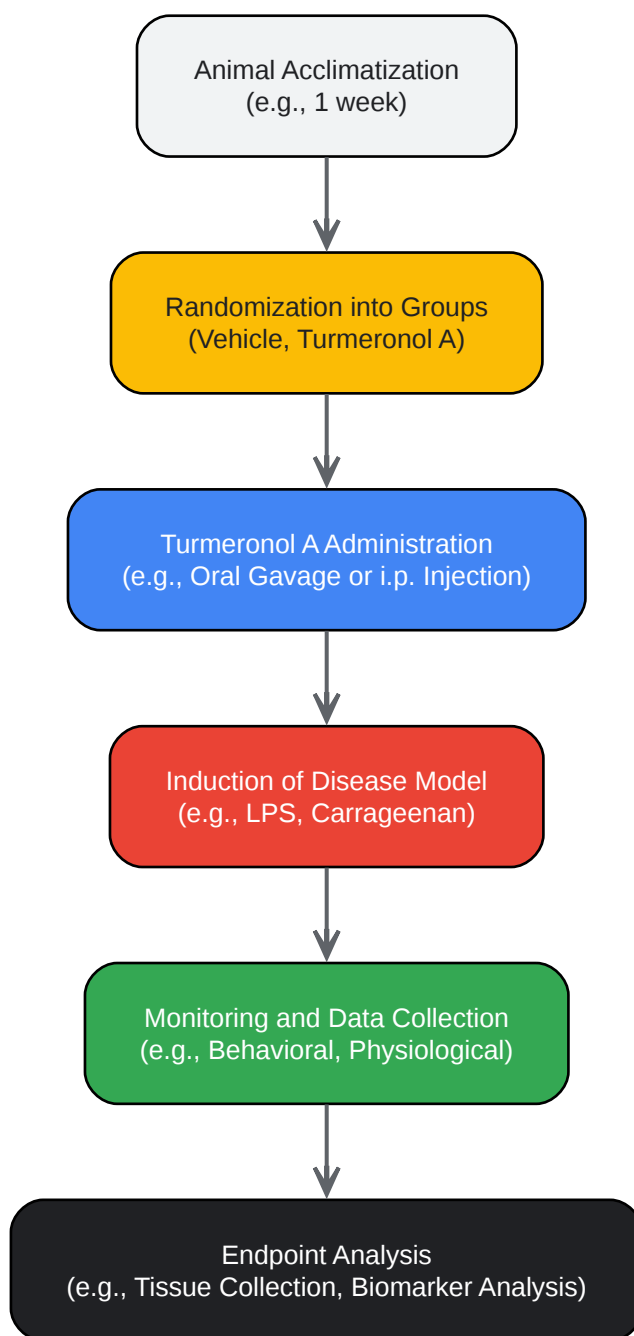 Animal Acclimatization
(e.g., 1 week)
Randomization into Groups
(Vehicle, Turmeronol A)
Turmeronol A Administration
(e.g., Oral Gavage or i.p. Injection)
Induction of Disease Model
(e.g., LPS, Carrageenan)
Monitoring and Data Collection
(e.g., Behavioral, Physiological)
Endpoint Analysis
(e.g., Tissue Collection, Biomarker Analysis)